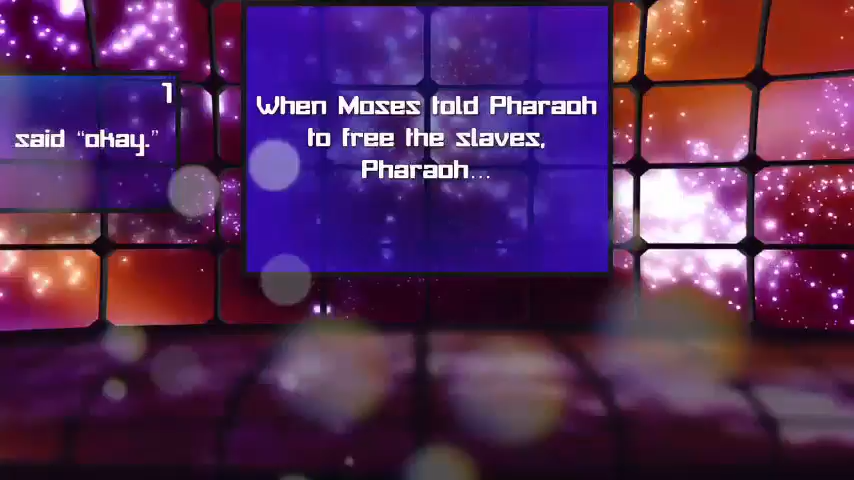 When Moses told Pharaoh
to free the slaves,
Pharaoh...
1
said “okay.”